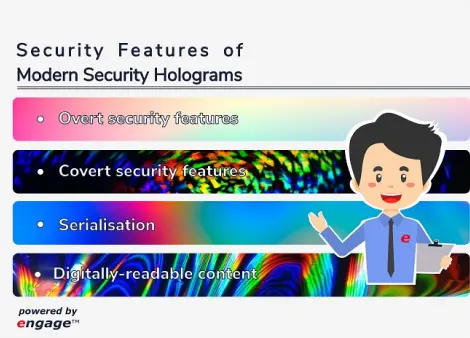 Security Features of
Modern Security Holograms
Overt security features
Covert security features
Serialisation
Digitally-readable content
e
powered by
engage™